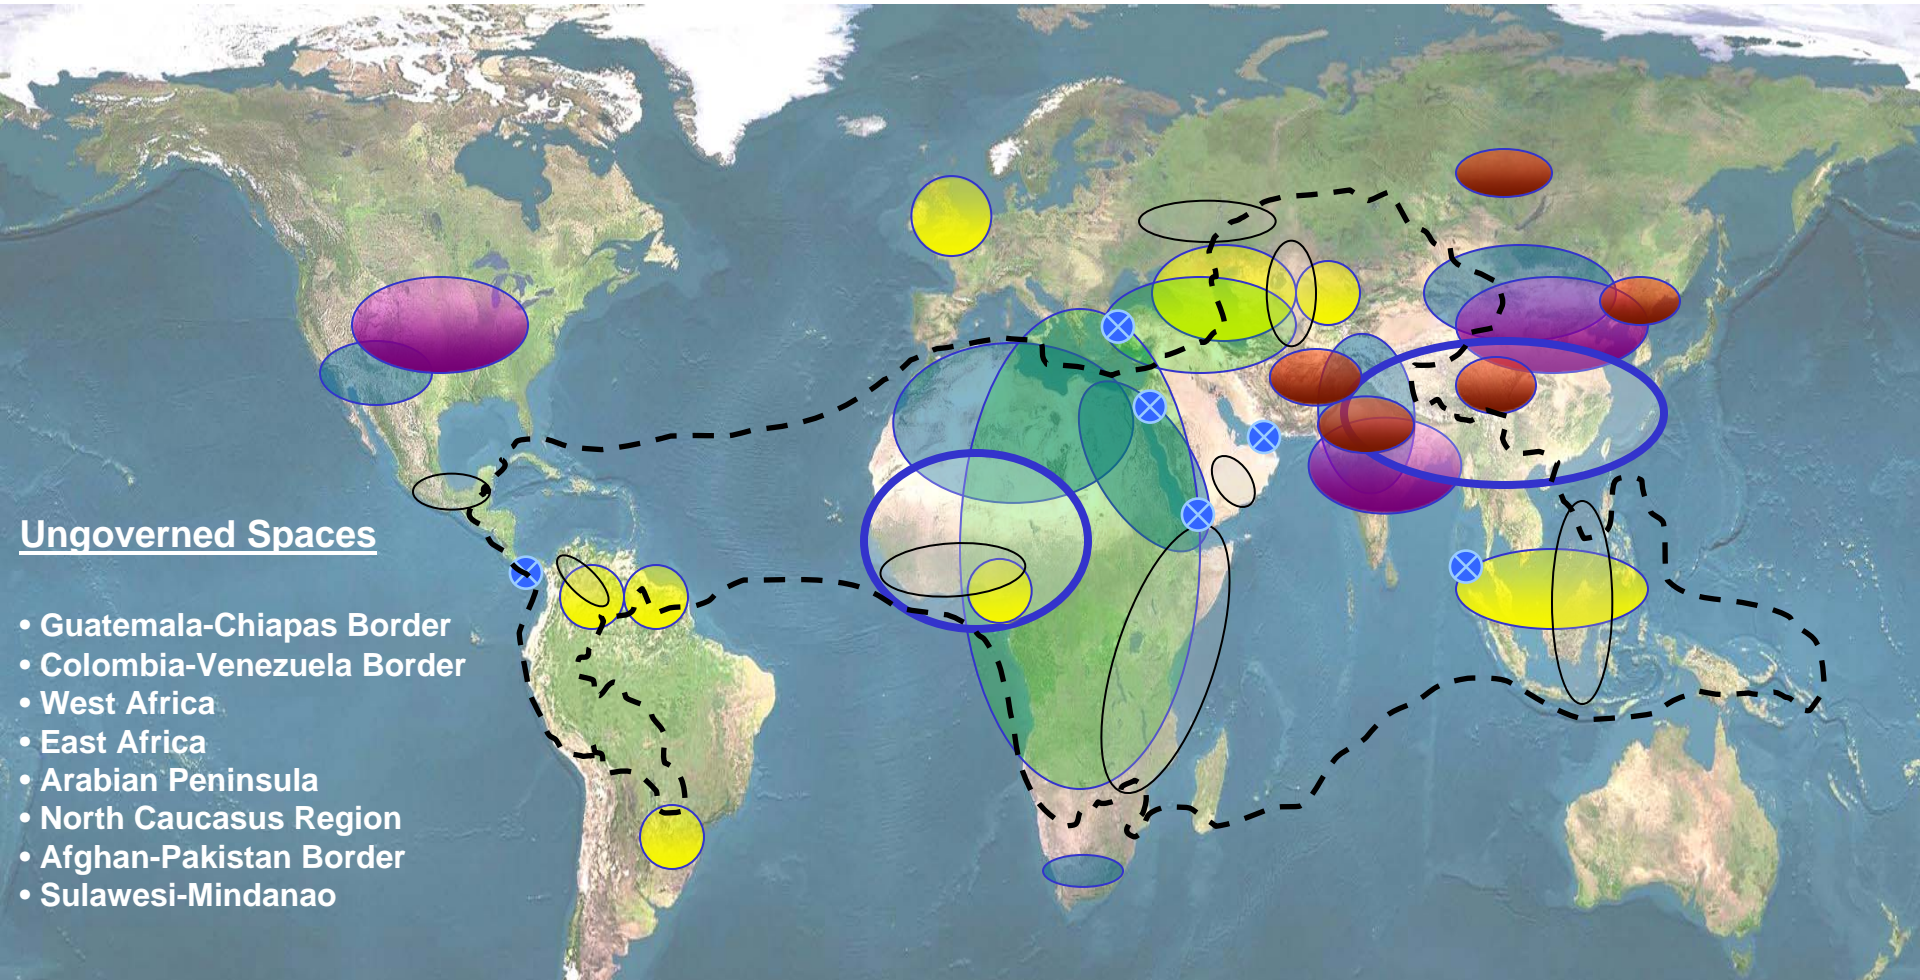 Ungoverned Spaces
• Guatemala-Chiapas Border
• Colombia-Venezuela Border
• West Africa
• East Africa
• Arabian Peninsula
• North Caucasus Region
• Afghan-Pakistan Border
• Sulawesi-Mindanao